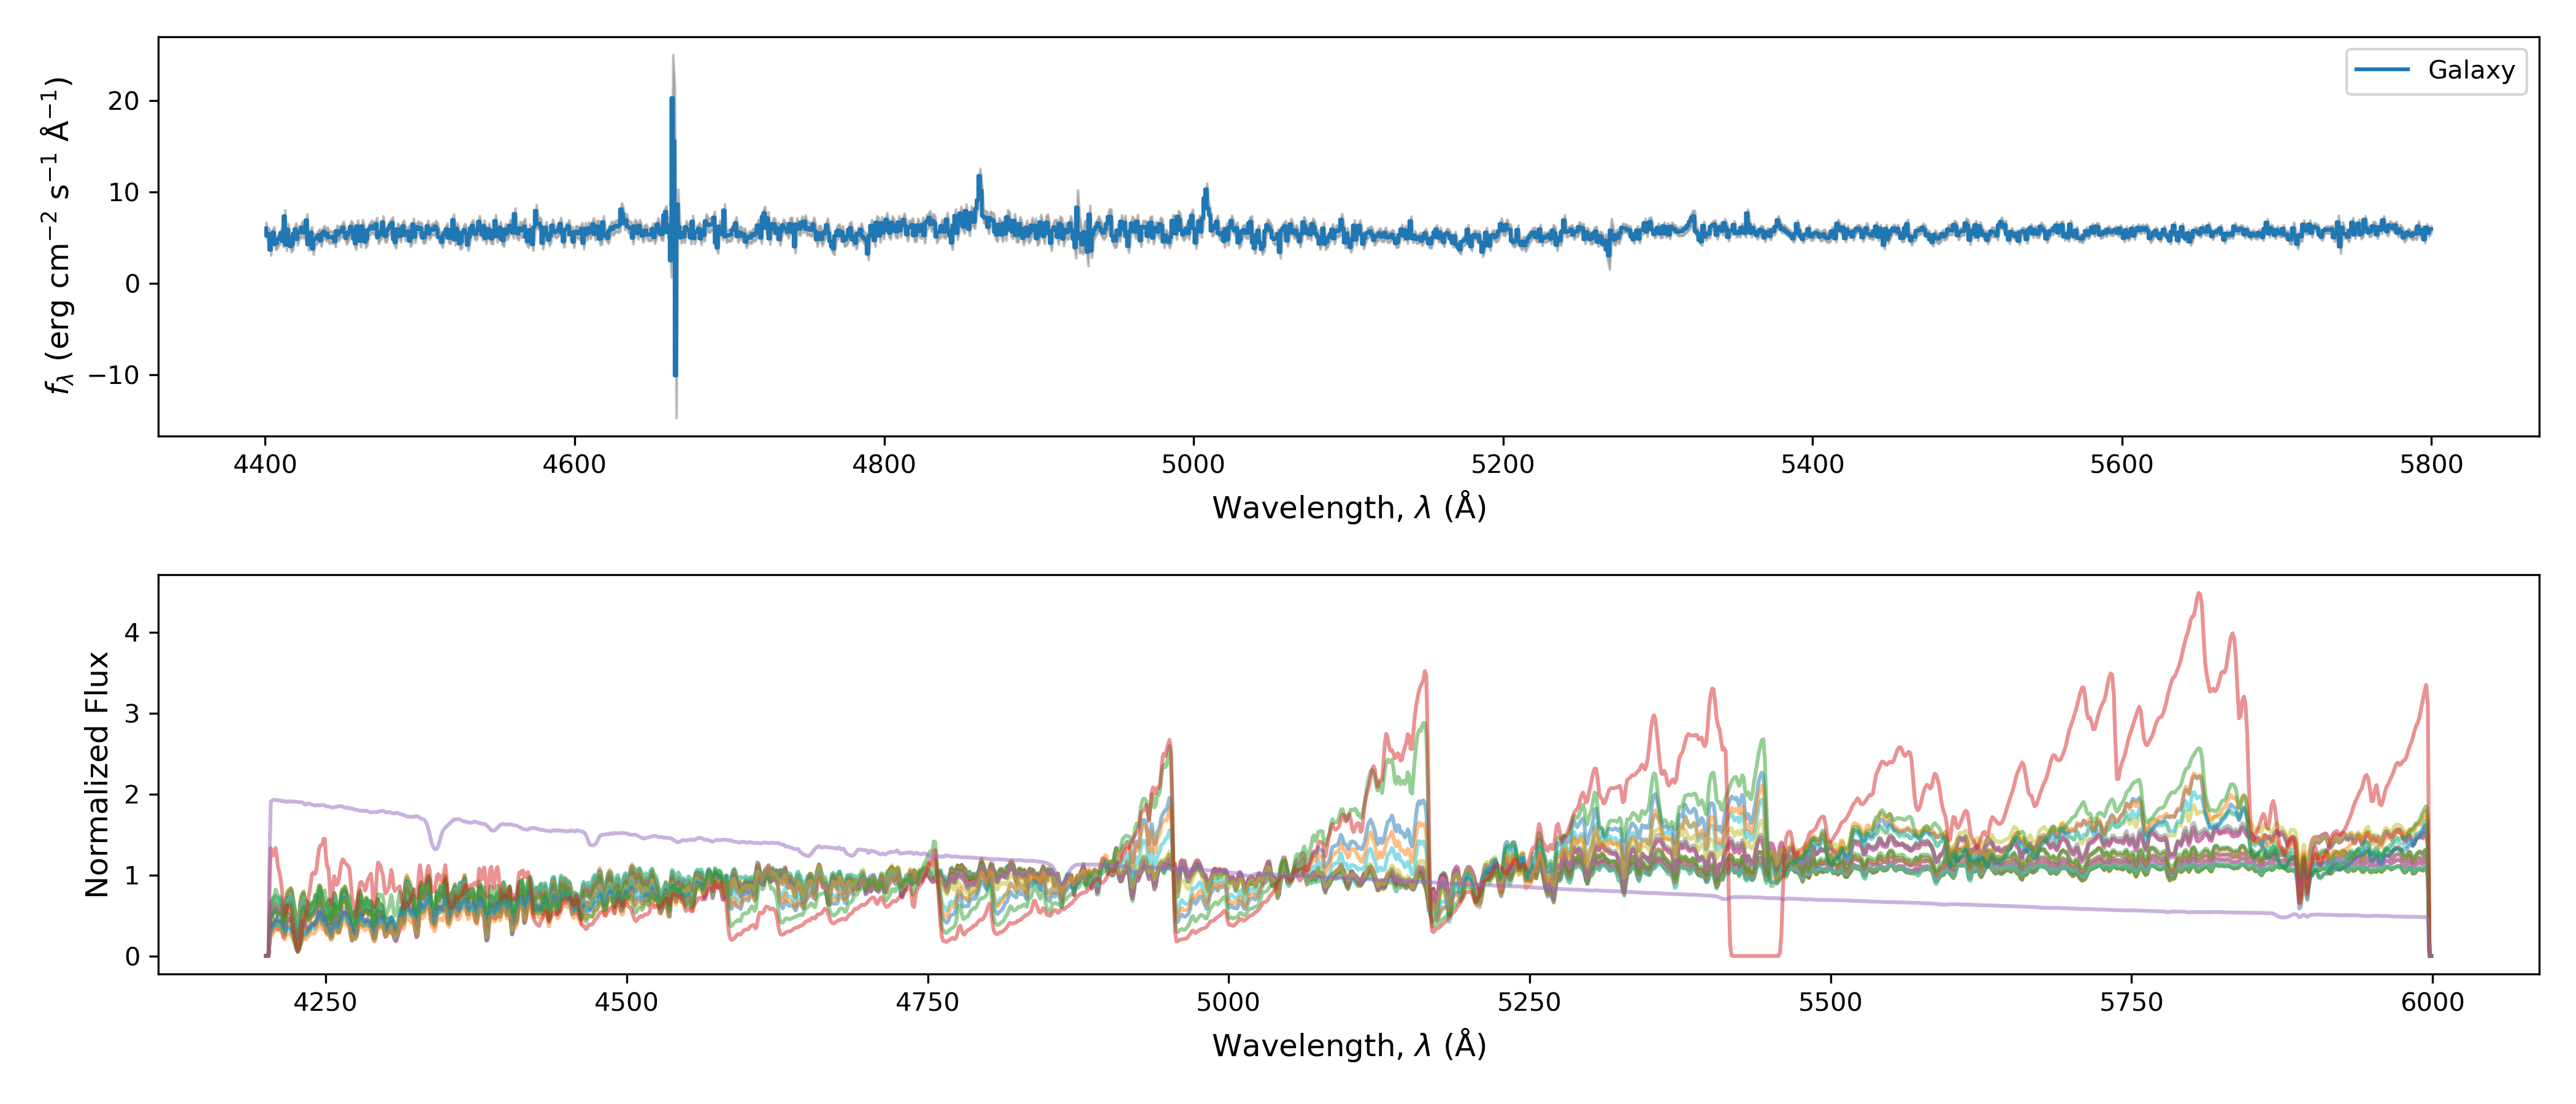 Galaxy
20
10
0
−10
fλ (erg cm−2 s−1 Å−1)
4400 4600 4800 5000 5200 5400 5600 5800
Wavelength, λ (Å)
4
3
2
1
0
Normalized Flux
4250 4500 4750 5000 5250 5500 5750 6000
Wavelength, λ (Å)